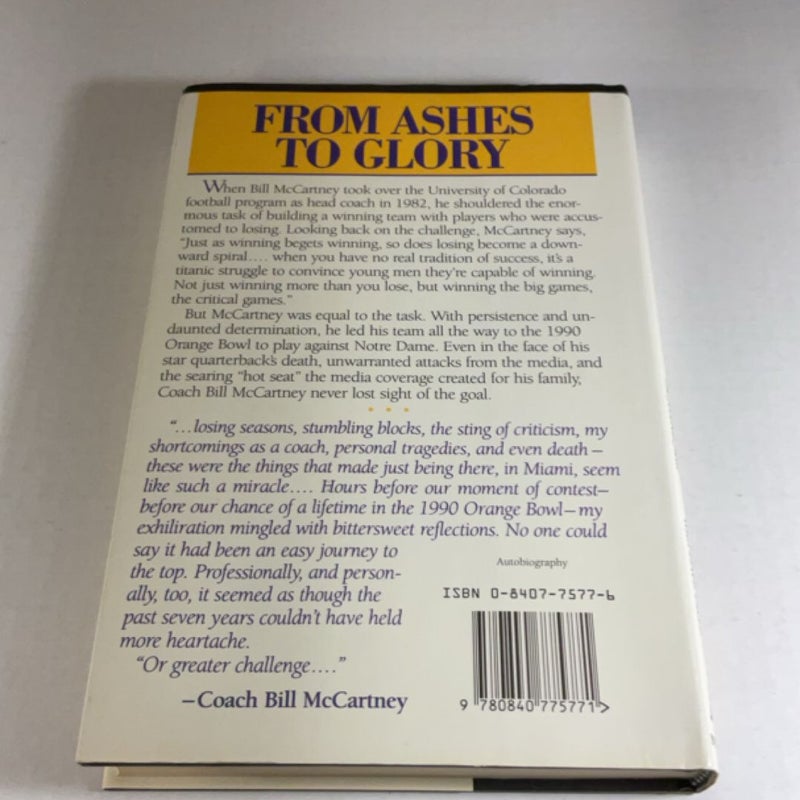 FROM ASHES
TO GLORY
When Bill McCartney took over the University of Colorado
football program as head coach in 1982, he shouldered the enor-
mous task of building a winning team with players who were accus-
tomed to losing. Looking back on the challenge, McCartney says,
"Just as winning begets winning, so does losing become a down-
ward spiral.... when you have no real tradition of success, it's a
titanic struggle to convince young men they're capable of winning.
Not just winning more than you lose, but winning the big games,
the critical games."
But McCartney was equal to the task. With persistence and un-
daunted determination, he led his team all the way to the 1990
Orange Bowl to play against Notre Dame. Even in the face of his
star quarterback's death, unwarranted attacks from the media, and
the searing "hot seat" the media coverage created for his family,
Coach Bill McCartney never lost sight of the goal.
"...losing seasons, stumbling blocks, the sting of criticism, my
shortcomings as a coach, personal tragedies, and even death—
these were the things that made just being there, in Miami, seem
like such a miracle.... Hours before our moment of contest—
before our chance of a lifetime in the 1990 Orange Bowl—my
exhiliration mingled with bittersweet reflections. No one could
say it had been an easy journey to
the top. Professionally, and person-
ally, too, it seemed as though the
past seven years couldn't have held
more heartache.
"Or greater challenge...."
—Coach Bill McCartney
Autobiography
ISBN 0-8407-7577-6
9 780840 775771>